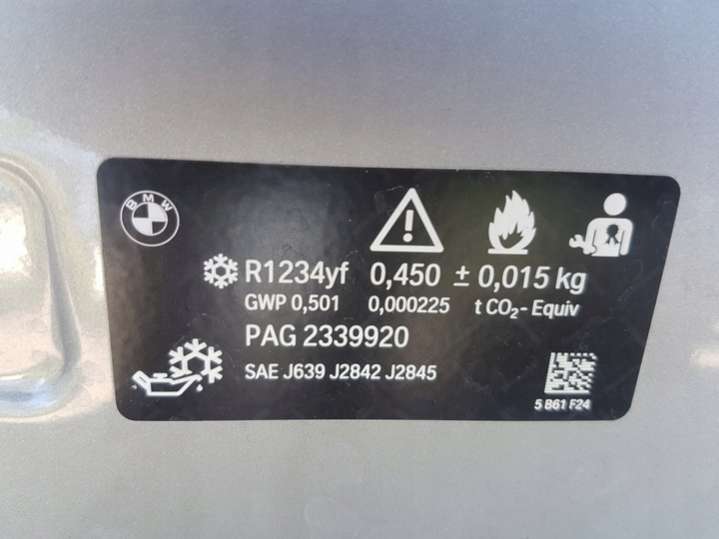 BMW
R1234yf 0,450 ± 0,015 kg
GWP 0,501 0,000225 t CO₂- Equiv
PAG 2339920
SAE J639 J2842 J2845
5 861 F24